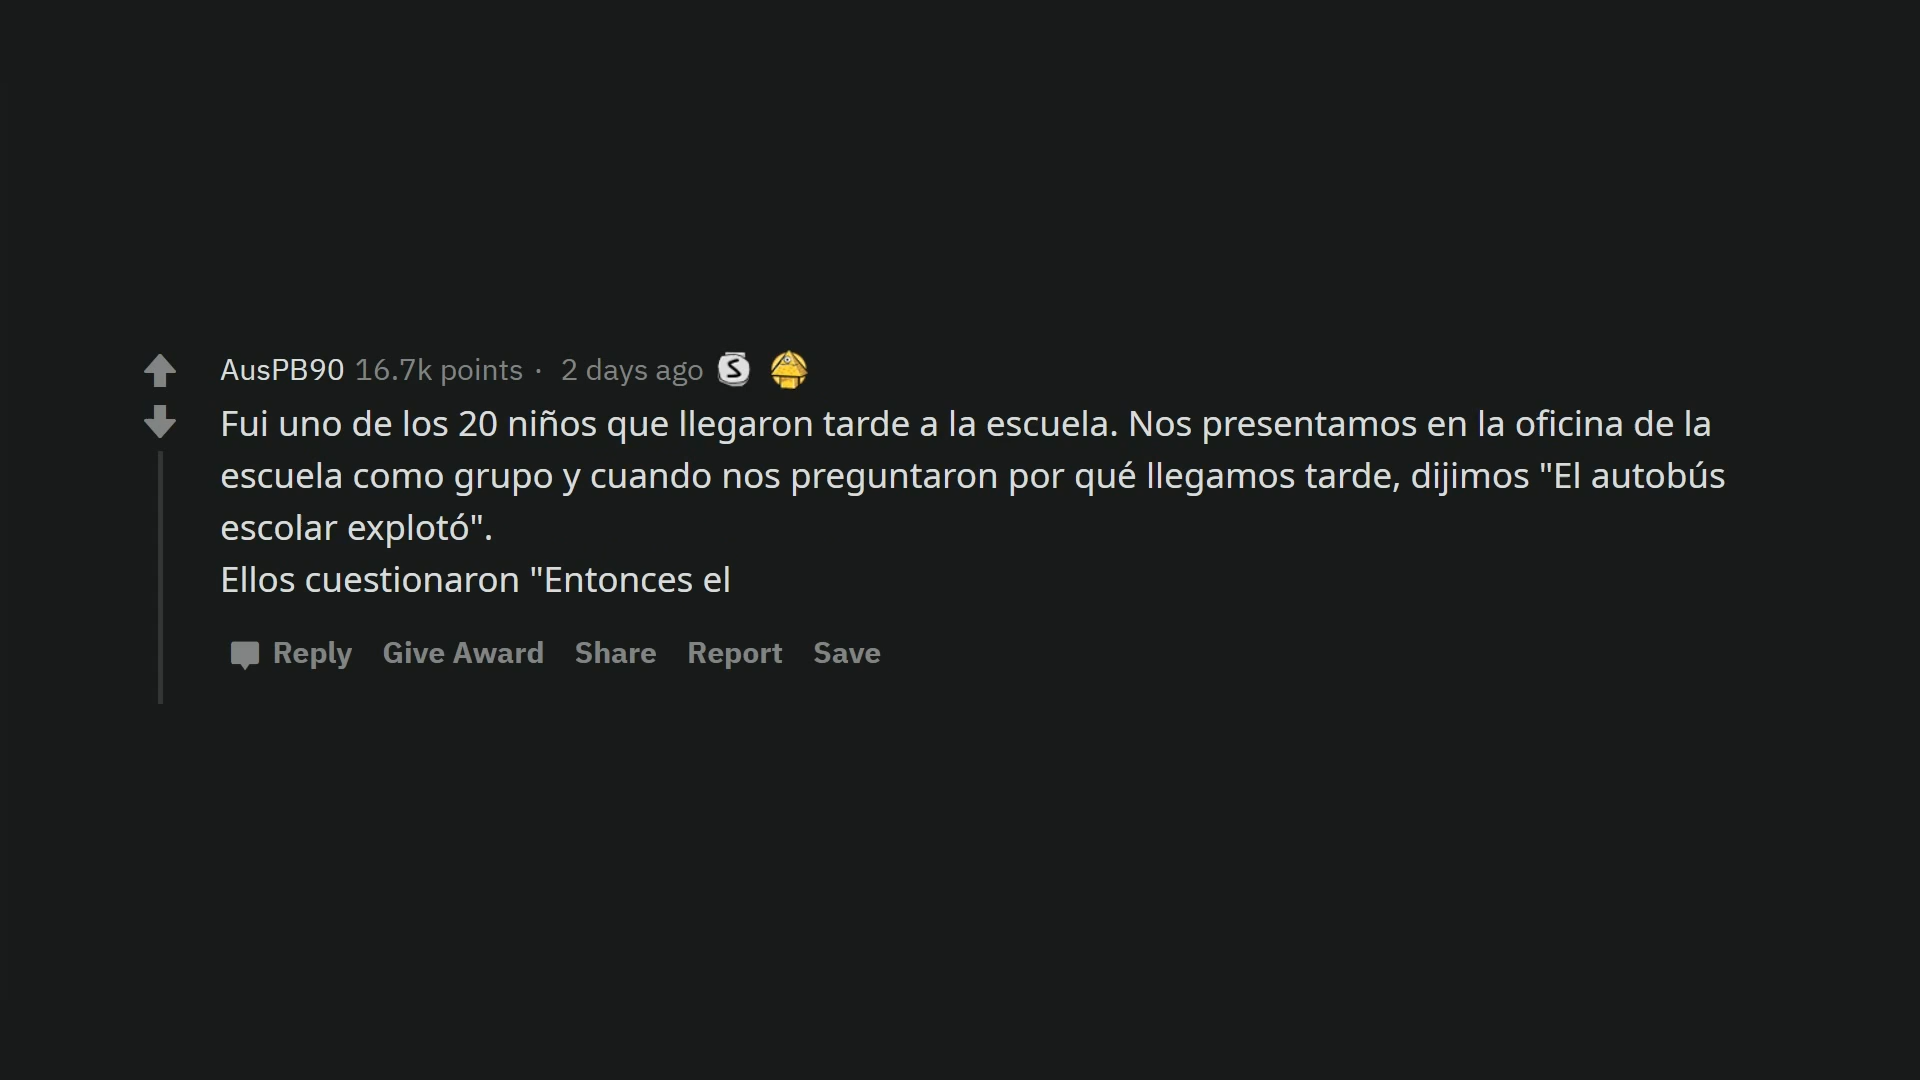 AusPB90 16.7k points · 2 days ago
Fui uno de los 20 niños que llegaron tarde a la escuela. Nos presentamos en la oficina de la
escuela como grupo y cuando nos preguntaron por qué llegamos tarde, dijimos "El autobús
escolar explotó".
Ellos cuestionaron "Entonces el
Reply Give Award Share Report Save